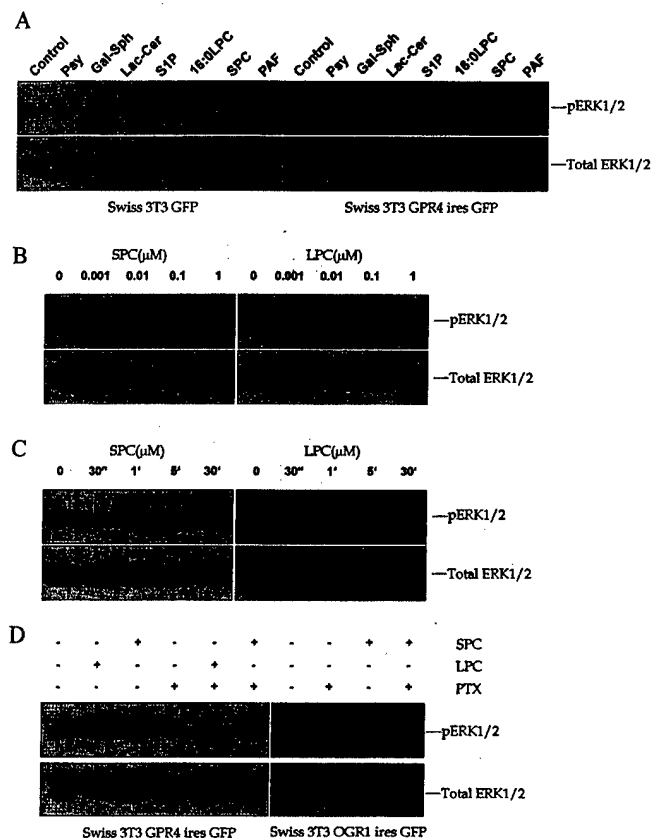 A
Control Psy Gal-Sph Lac-Cer S1P 16:0LPC SPC PAF Control Psy Gal-Sph Lac-Cer S1P 16:0LPC SPC PAF
pERK1/2
Total ERK1/2
Swiss 3T3 GFP Swiss 3T3 GPR4 ires GFP
B
SPC(μM) LPC(μM)
0 0.001 0.01 0.1 1 0 0.001 0.01 0.1 1
pERK1/2
Total ERK1/2
C
SPC(μM) LPC(μM)
0 30" 1' 5' 30' 0 30" 1' 5' 30'
pERK1/2
Total ERK1/2
D
- - + - - + - - + + SPC
- + - - + - - - - - LPC
- - - + + + - + - + PTX
pERK1/2
Total ERK1/2
Swiss 3T3 GPR4 ires GFP Swiss 3T3 OGR1 ires GFP